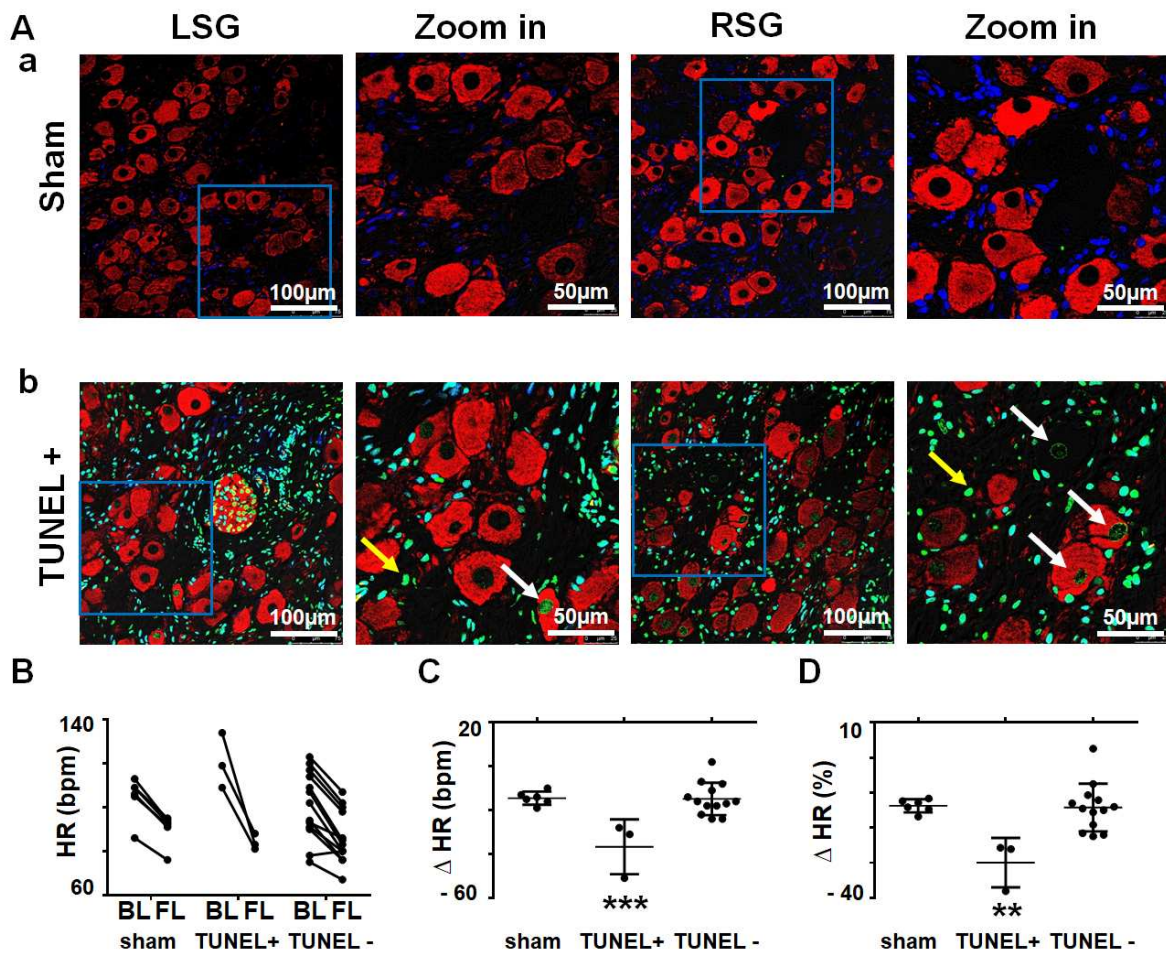 A
LSG Zoom in RSG Zoom in
a
Sham
100µm 50µm 100µm 50µm
b
TUNEL +
100µm 50µm 100µm 50µm
B
140
HR (bpm)
60
BL FL BL FL BL FL
sham TUNEL+ TUNEL -
C
20
Δ HR (bpm)
- 60
***
sham TUNEL+ TUNEL -
D
10
Δ HR (%)
- 40
**
sham TUNEL+ TUNEL -